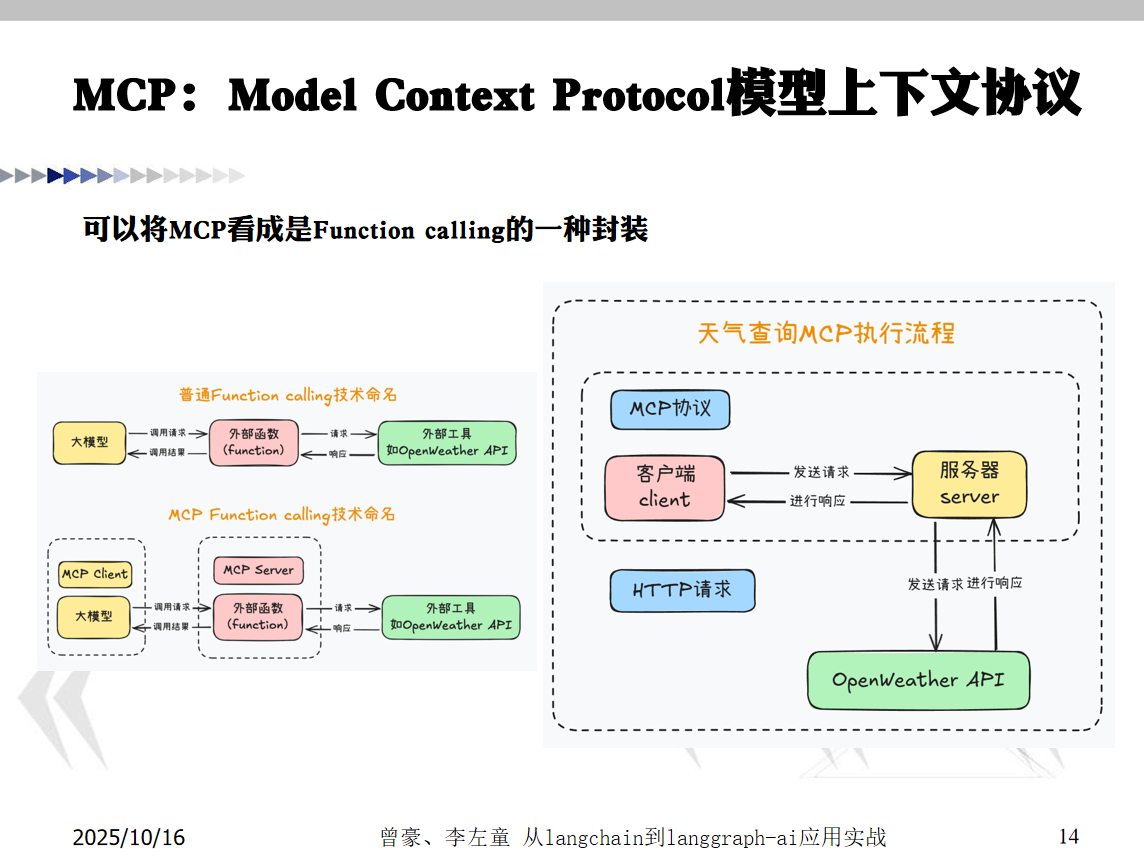 MCP：Model Context Protocol模型上下文协议
可以将MCP看成是Function calling的一种封装
普通Function calling技术命名
大模型
调用请求
调用结果
外部函数
(function)
请求
响应
外部工具
如OpenWeather API
MCP Function calling技术命名
MCP Client
大模型
调用请求
调用结果
MCP Server
外部函数
(function)
请求
响应
外部工具
如OpenWeather API
天气查询MCP执行流程
MCP协议
客户端
client
发送请求
进行响应
服务器
server
HTTP请求
发送请求
进行响应
OpenWeather API
2025/10/16
曾豪、李左童 从langchain到langgraph-ai应用实战
14